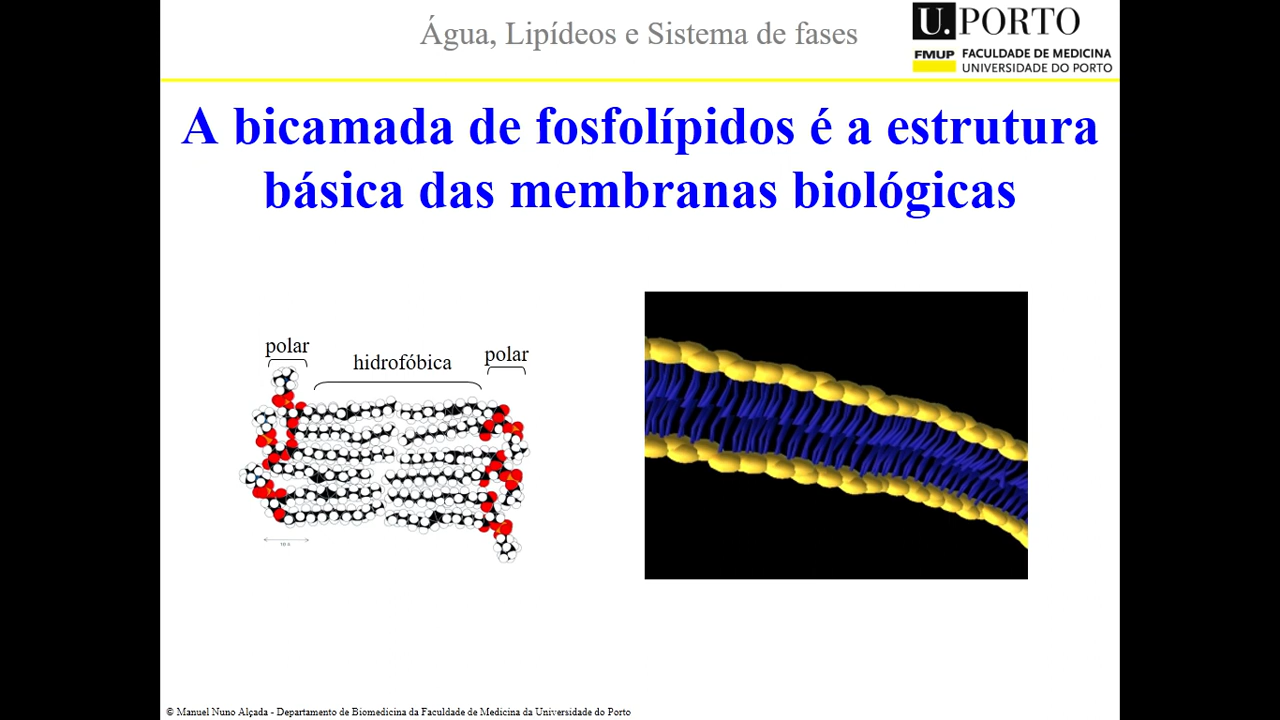 Água, Lipídeos e Sistema de fases
U. PORTO
FMUP FACULDADE DE MEDICINA
UNIVERSIDADE DO PORTO
A bicamada de fosfolípidos é a estrutura
básica das membranas biológicas
polar
hidrofóbica
polar
© Manuel Nuno Alçada - Departamento de Biomedicina da Faculdade de Medicina da Universidade do Porto